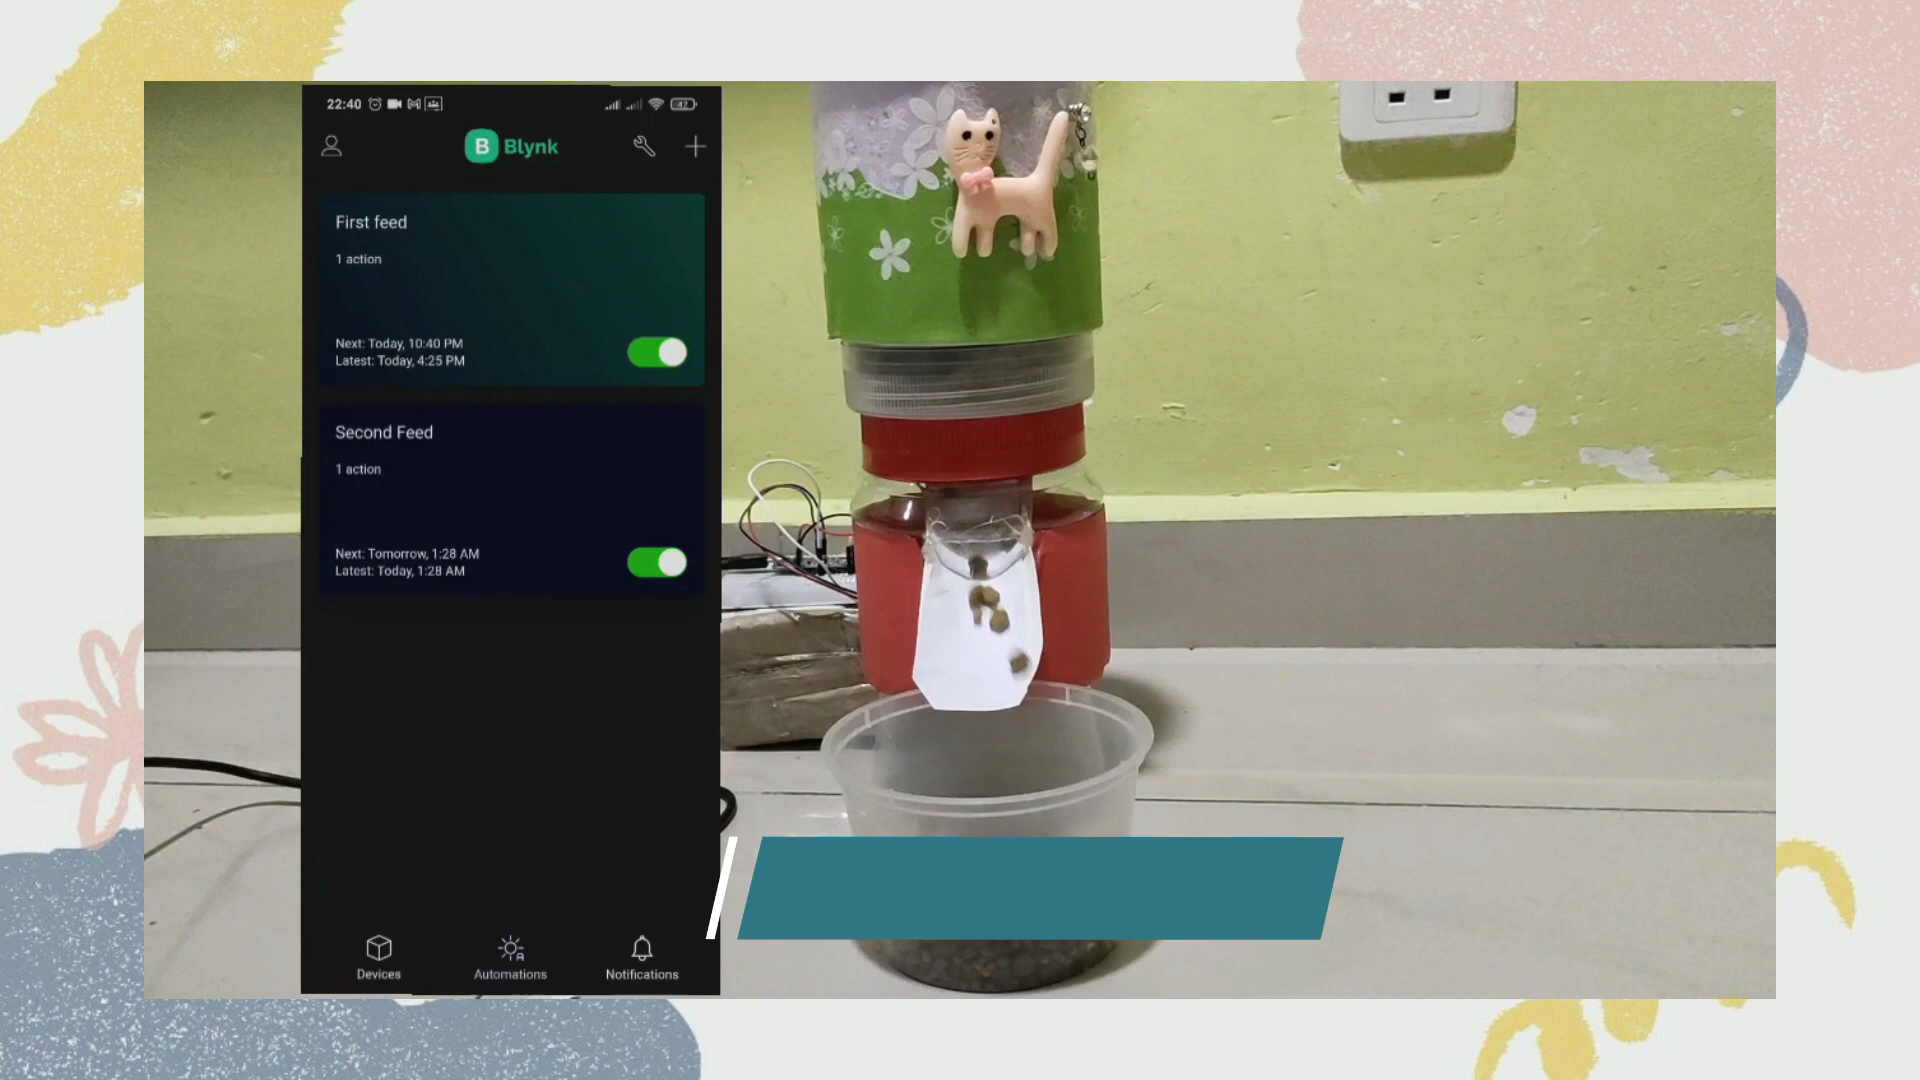 22:40
42
B Blynk
First feed
1 action
Next: Today, 10:40 PM
Latest: Today, 4:25 PM
Second Feed
1 action
Next: Tomorrow, 1:28 AM
Latest: Today, 1:28 AM
Devices
Automations
Notifications